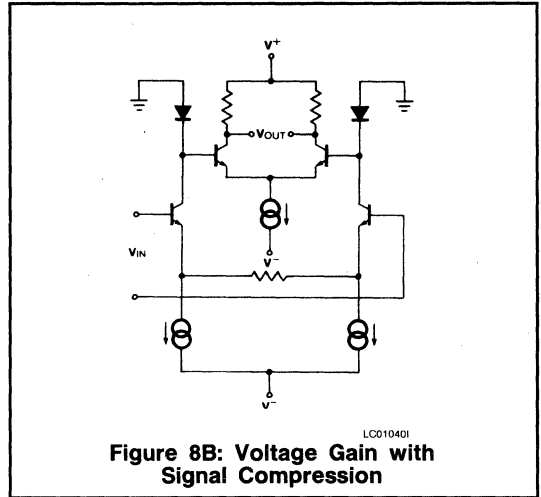 V+
VOUT
VIN
V−
V−
LC01040I
Figure 8B: Voltage Gain with
Signal Compression